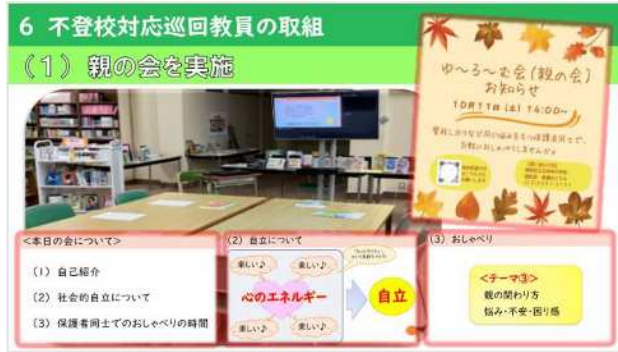 6 不登校対応巡回教員の取組
(1) 親の会を実施
ゆ〜る〜む会(親の会)
お知らせ
10月11日(土) 14:00~
<本日の会について>
(1) 自己紹介
(2) 社会的自立について
(3) 保護者同士でのおしゃべりの時間
(2) 自立について
楽しい♪
楽しい♪
心のエネルギー
自立
楽しい♪
楽しい♪
(3) おしゃべり
<テーマ③>
親の関わり方
悩み・不安・困り感